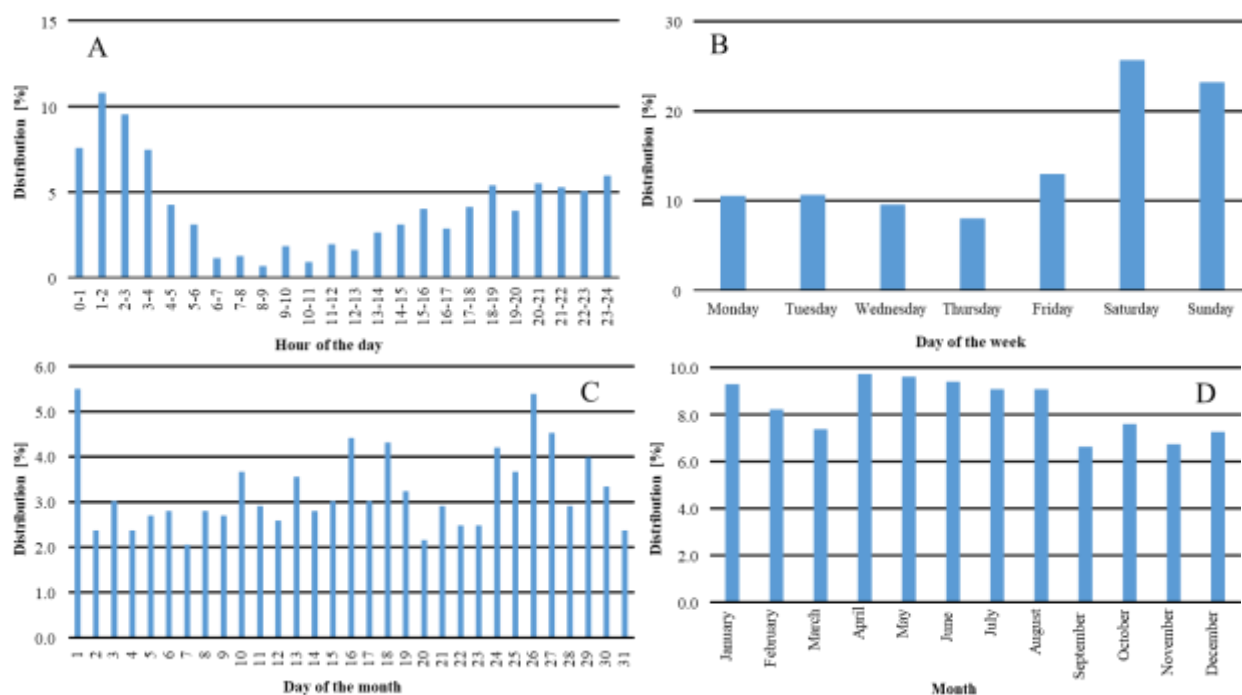 A
Distribution [%]
15
10
5
0
0-1 1-2 2-3 3-4 4-5 5-6 6-7 7-8 8-9 9-10 10-11 11-12 12-13 13-14 14-15 15-16 16-17 17-18 18-19 19-20 20-21 21-22 22-23 23-24
Hour of the day
B
Distribution [%]
30
20
10
0
Monday Tuesday Wednesday Thursday Friday Saturday Sunday
Day of the week
C
Distribution [%]
6.0
5.0
4.0
3.0
2.0
1.0
0.0
1 2 3 4 5 6 7 8 9 10 11 12 13 14 15 16 17 18 19 20 21 22 23 24 25 26 27 28 29 30 31
Day of the month
D
Distribution [%]
10.0
8.0
6.0
4.0
2.0
0.0
January February March April May June July August September October November December
Month